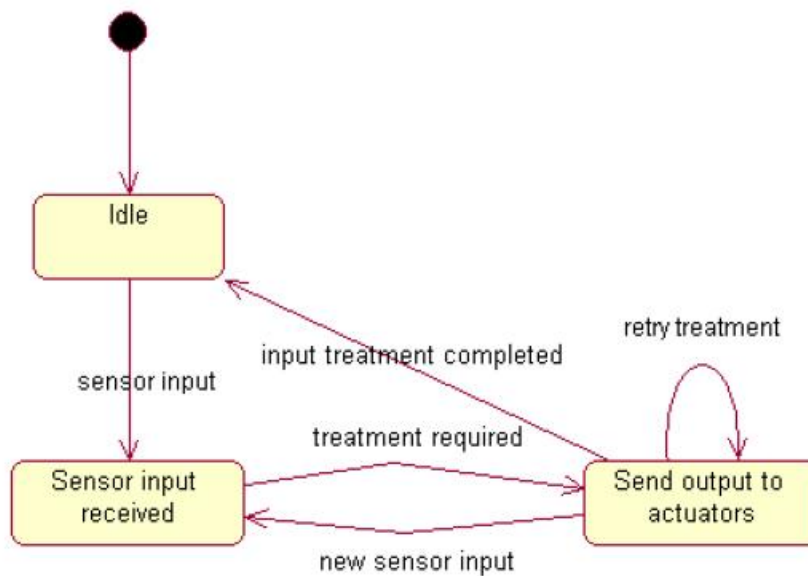 Idle
retry treatment
input treatment completed
sensor input
treatment required
Sensor input
received
Send output to
actuators
new sensor input